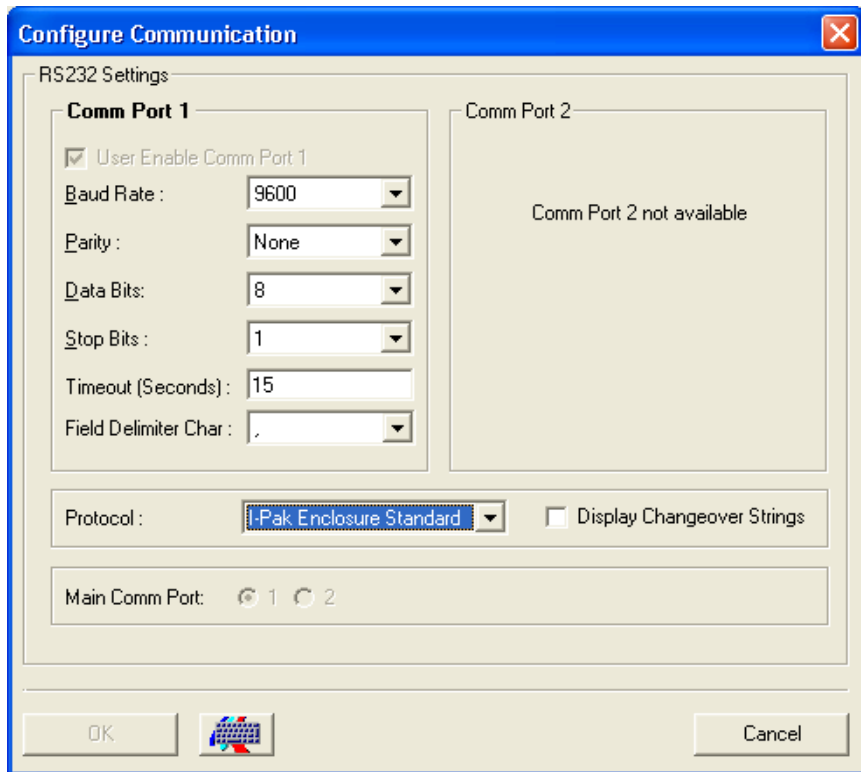 Configure Communication
RS232 Settings
Comm Port 1
User Enable Comm Port 1
Baud Rate : 9600
Parity : None
Data Bits: 8
Stop Bits : 1
Timeout (Seconds) : 15
Field Delimiter Char : ,
Comm Port 2
Comm Port 2 not available
Protocol : I-Pak Enclosure Standard Display Changeover Strings
Main Comm Port: 1 2
OK Cancel